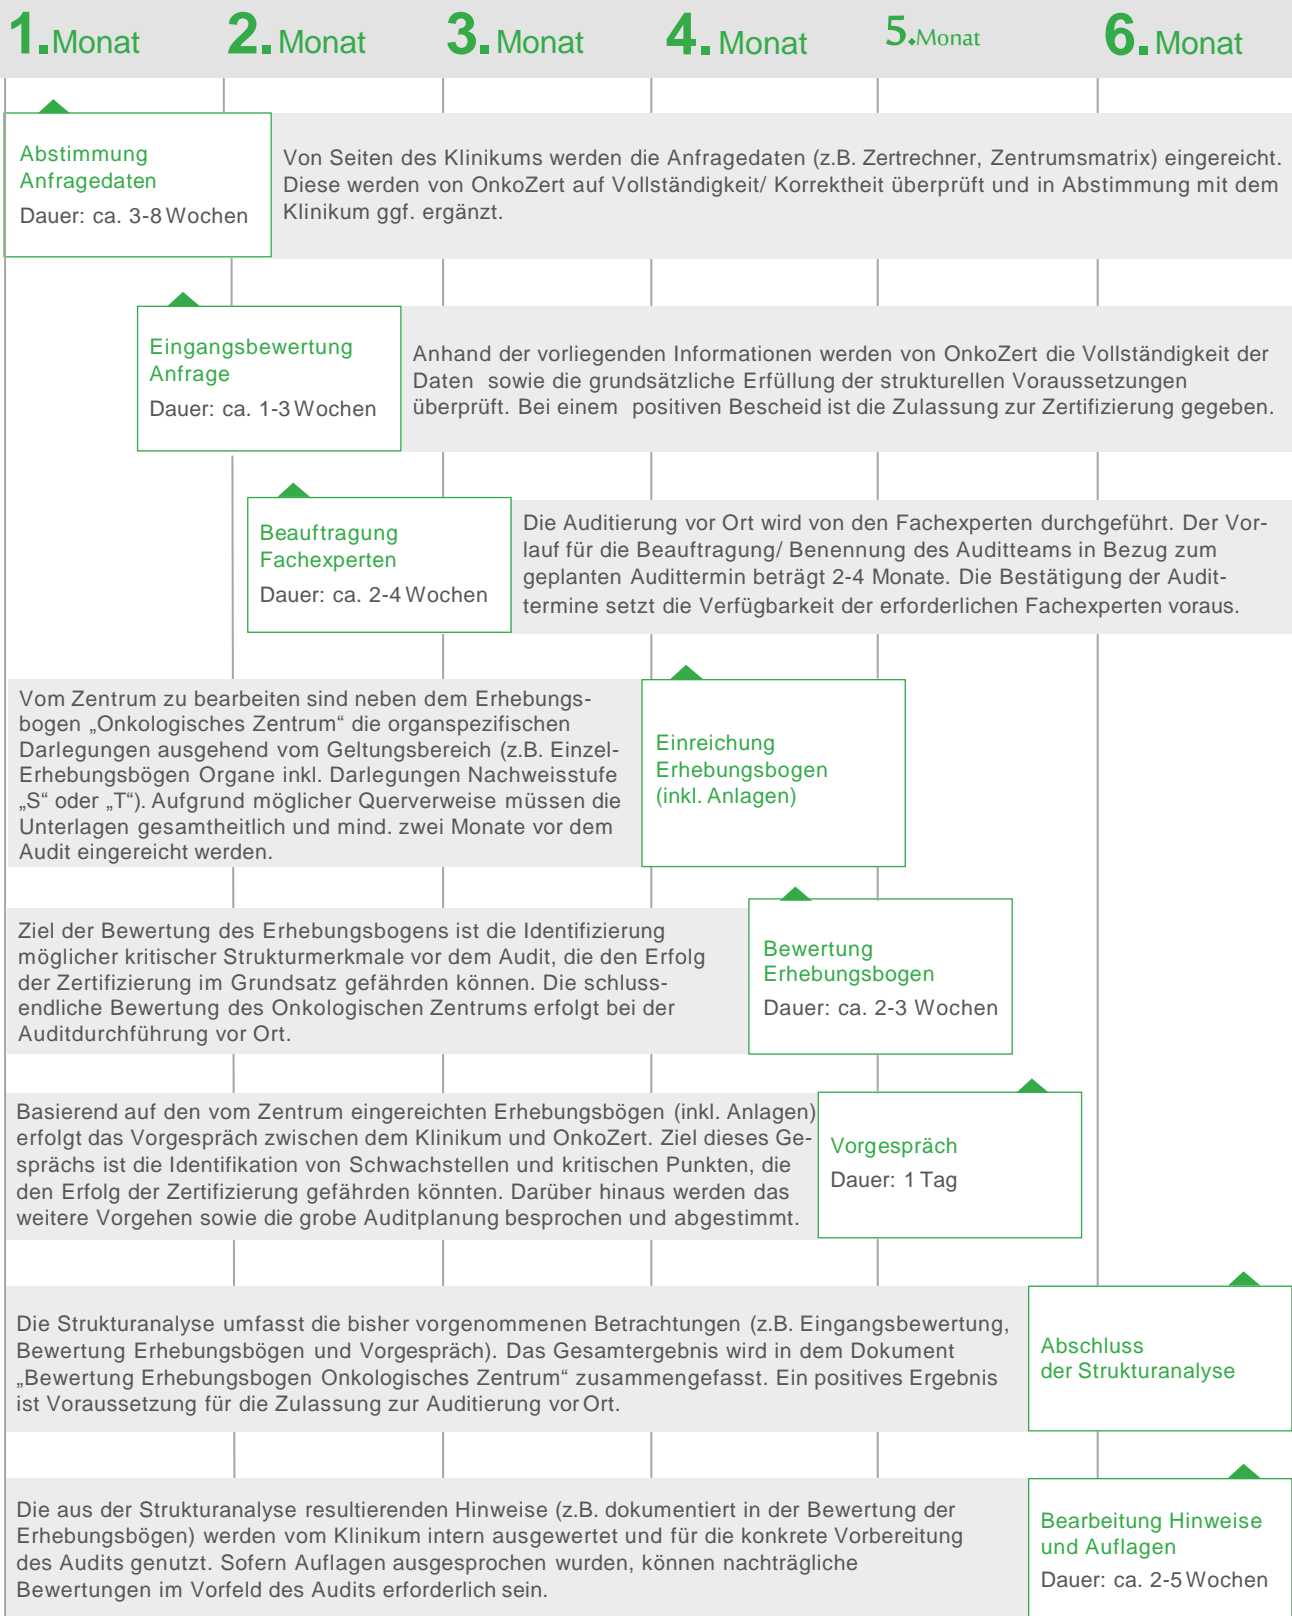 1. Monat 2. Monat 3. Monat 4. Monat 5. Monat 6. Monat
Abstimmung
Anfragedaten
Dauer: ca. 3-8 Wochen
Von Seiten des Klinikums werden die Anfragedaten (z.B. Zertrechner, Zentrumsmatrix) eingereicht.
Diese werden von OnkoZert auf Vollständigkeit/ Korrektheit überprüft und in Abstimmung mit dem
Klinikum ggf. ergänzt.
Eingangsbewertung
Anfrage
Dauer: ca. 1-3 Wochen
Anhand der vorliegenden Informationen werden von OnkoZert die Vollständigkeit der
Daten sowie die grundsätzliche Erfüllung der strukturellen Voraussetzungen
überprüft. Bei einem positiven Bescheid ist die Zulassung zur Zertifizierung gegeben.
Beauftragung
Fachexperten
Dauer: ca. 2-4 Wochen
Die Auditierung vor Ort wird von den Fachexperten durchgeführt. Der Vor-
lauf für die Beauftragung/ Benennung des Auditteams in Bezug zum
geplanten Audittermin beträgt 2-4 Monate. Die Bestätigung der Audit-
termine setzt die Verfügbarkeit der erforderlichen Fachexperten voraus.
Vom Zentrum zu bearbeiten sind neben dem Erhebungs-
bogen „Onkologisches Zentrum“ die organspezifischen
Darlegungen ausgehend vom Geltungsbereich (z.B. Einzel-
Erhebungsbögen Organe inkl. Darlegungen Nachweisstufe
„S“ oder „T“). Aufgrund möglicher Querverweise müssen die
Unterlagen gesamtheitlich und mind. zwei Monate vor dem
Audit eingereicht werden.
Einreichung
Erhebungsbogen
(inkl. Anlagen)
Ziel der Bewertung des Erhebungsbogens ist die Identifizierung
möglicher kritischer Strukturmerkmale vor dem Audit, die den Erfolg
der Zertifizierung im Grundsatz gefährden können. Die schluss-
endliche Bewertung des Onkologischen Zentrums erfolgt bei der
Auditdurchführung vor Ort.
Bewertung
Erhebungsbogen
Dauer: ca. 2-3 Wochen
Basierend auf den vom Zentrum eingereichten Erhebungsbögen (inkl. Anlagen)
erfolgt das Vorgespräch zwischen dem Klinikum und OnkoZert. Ziel dieses Ge-
sprächs ist die Identifikation von Schwachstellen und kritischen Punkten, die
den Erfolg der Zertifizierung gefährden könnten. Darüber hinaus werden das
weitere Vorgehen sowie die grobe Auditplanung besprochen und abgestimmt.
Vorgespräch
Dauer: 1 Tag
Die Strukturanalyse umfasst die bisher vorgenommenen Betrachtungen (z.B. Eingangsbewertung,
Bewertung Erhebungsbögen und Vorgespräch). Das Gesamtergebnis wird in dem Dokument
„Bewertung Erhebungsbogen Onkologisches Zentrum“ zusammengefasst. Ein positives Ergebnis
ist Voraussetzung für die Zulassung zur Auditierung vor Ort.
Abschluss
der Strukturanalyse
Die aus der Strukturanalyse resultierenden Hinweise (z.B. dokumentiert in der Bewertung der
Erhebungsbögen) werden vom Klinikum intern ausgewertet und für die konkrete Vorbereitung
des Audits genutzt. Sofern Auflagen ausgesprochen wurden, können nachträgliche
Bewertungen im Vorfeld des Audits erforderlich sein.
Bearbeitung Hinweise
und Auflagen
Dauer: ca. 2-5 Wochen